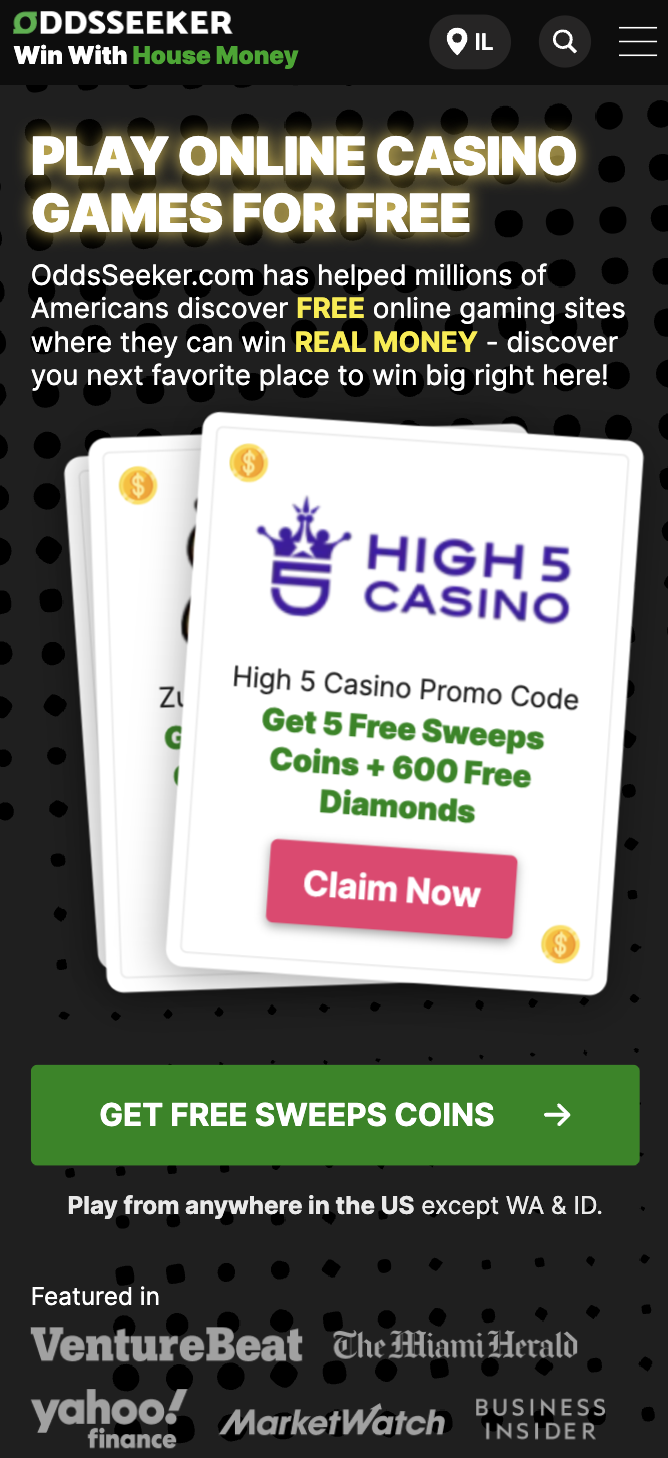 ODDSSEEKER
Win With House Money
IL
PLAY ONLINE CASINO
GAMES FOR FREE
OddsSeeker.com has helped millions of
Americans discover FREE online gaming sites
where they can win REAL MONEY - discover
you next favorite place to win big right here!
$
$
HIGH 5
CASINO
5
Zu
G
High 5 Casino Promo Code
Get 5 Free Sweeps
Coins + 600 Free
Diamonds
Claim Now
$
GET FREE SWEEPS COINS →
Play from anywhere in the US except WA & ID.
Featured in
VentureBeat The Miami Herald
yahoo!
finance
MarketWatch
BUSINESS
INSIDER